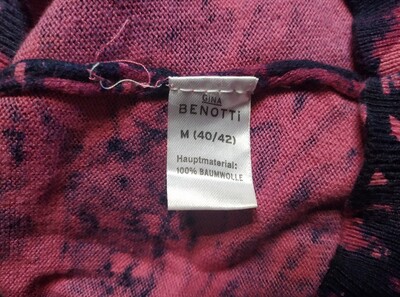 GINA
BENOTTI
M (40/42)
Hauptmaterial:
100% BAUMWOLLE